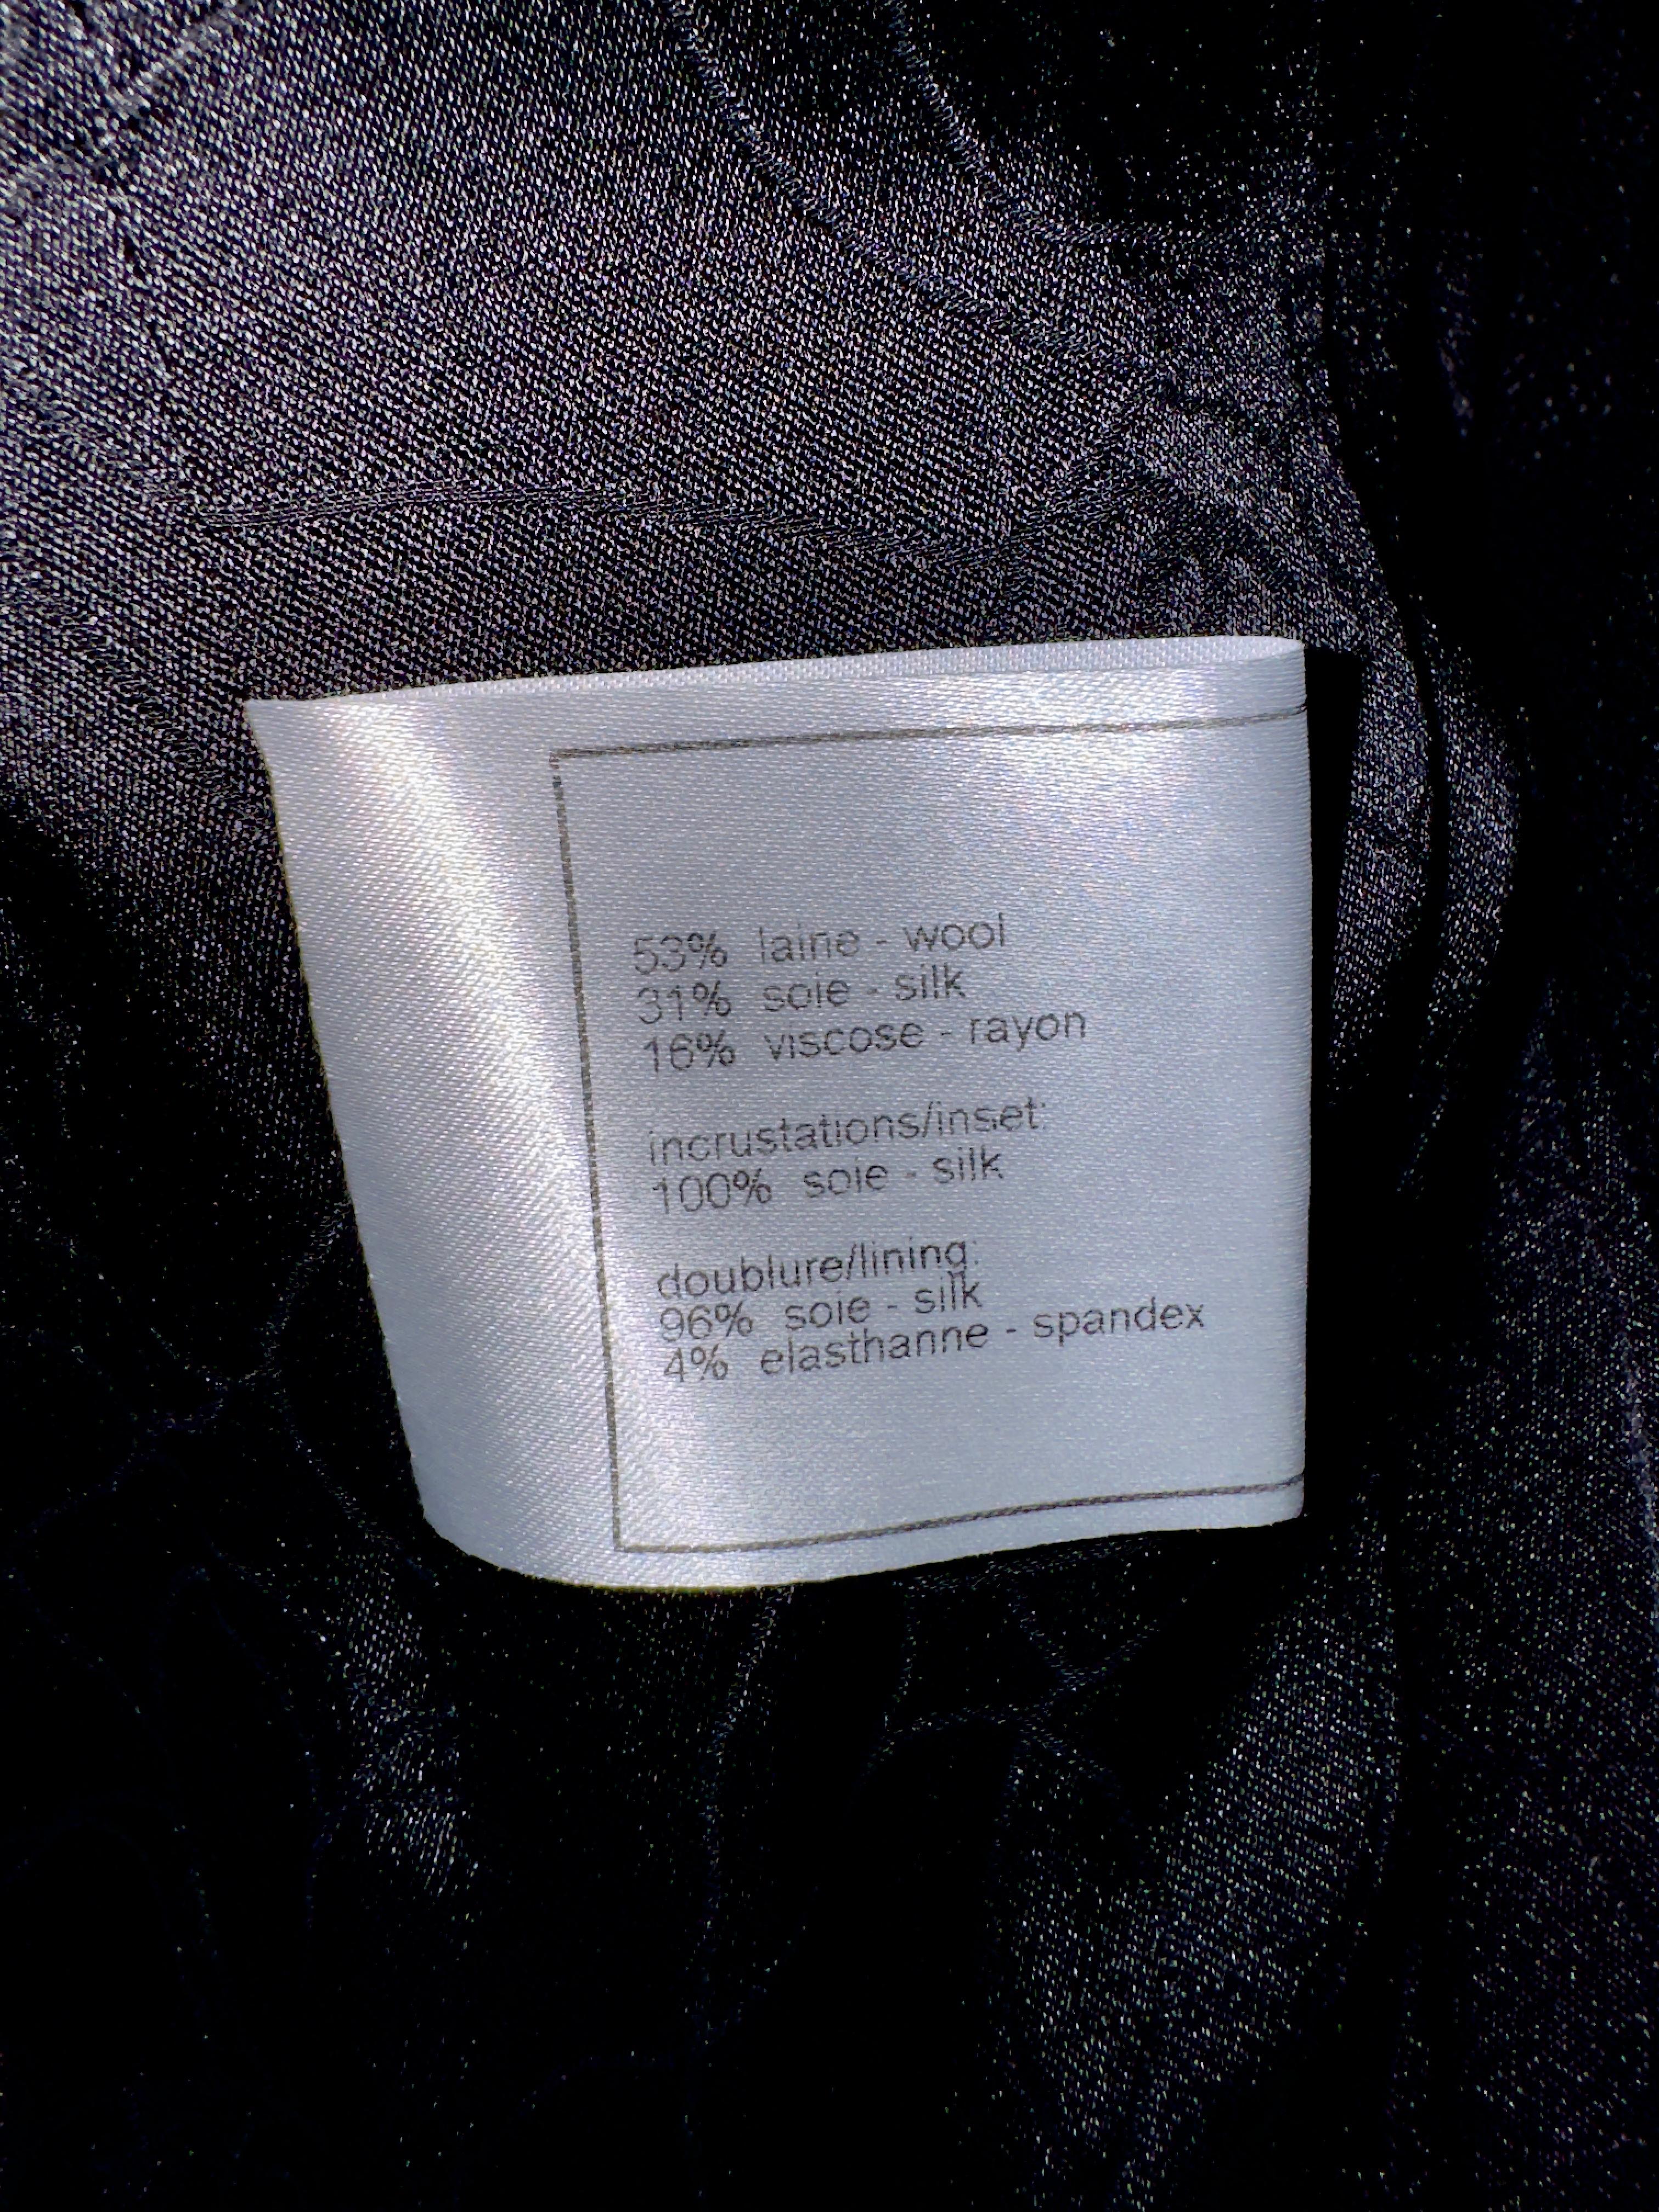 53% laine - wool
31% soie - silk
16% viscose - rayon
incrustations/inset:
100% soie - silk
doublure/lining:
96% soie - silk
4% elasthanne - spandex